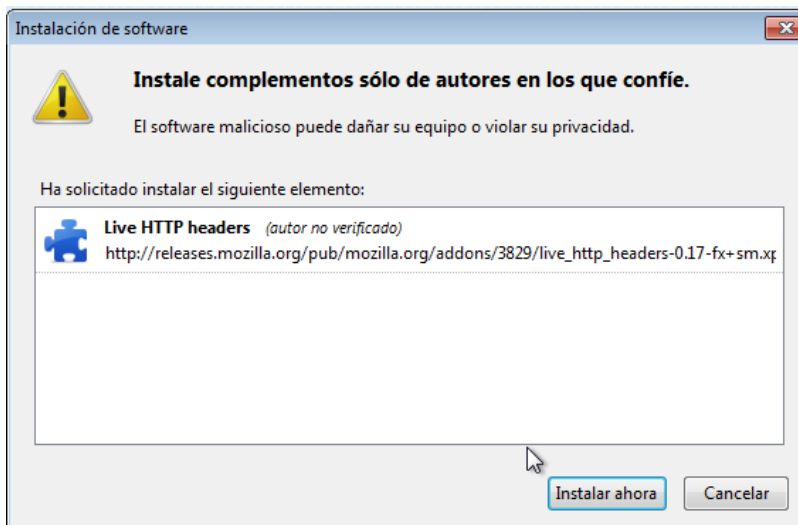 Instalación de software
Instale complementos sólo de autores en los que confíe.
El software malicioso puede dañar su equipo o violar su privacidad.
Ha solicitado instalar el siguiente elemento:
Live HTTP headers (autor no verificado)
http://releases.mozilla.org/pub/mozilla.org/addons/3829/live_http_headers-0.17-fx+sm.xp
Instalar ahora Cancelar